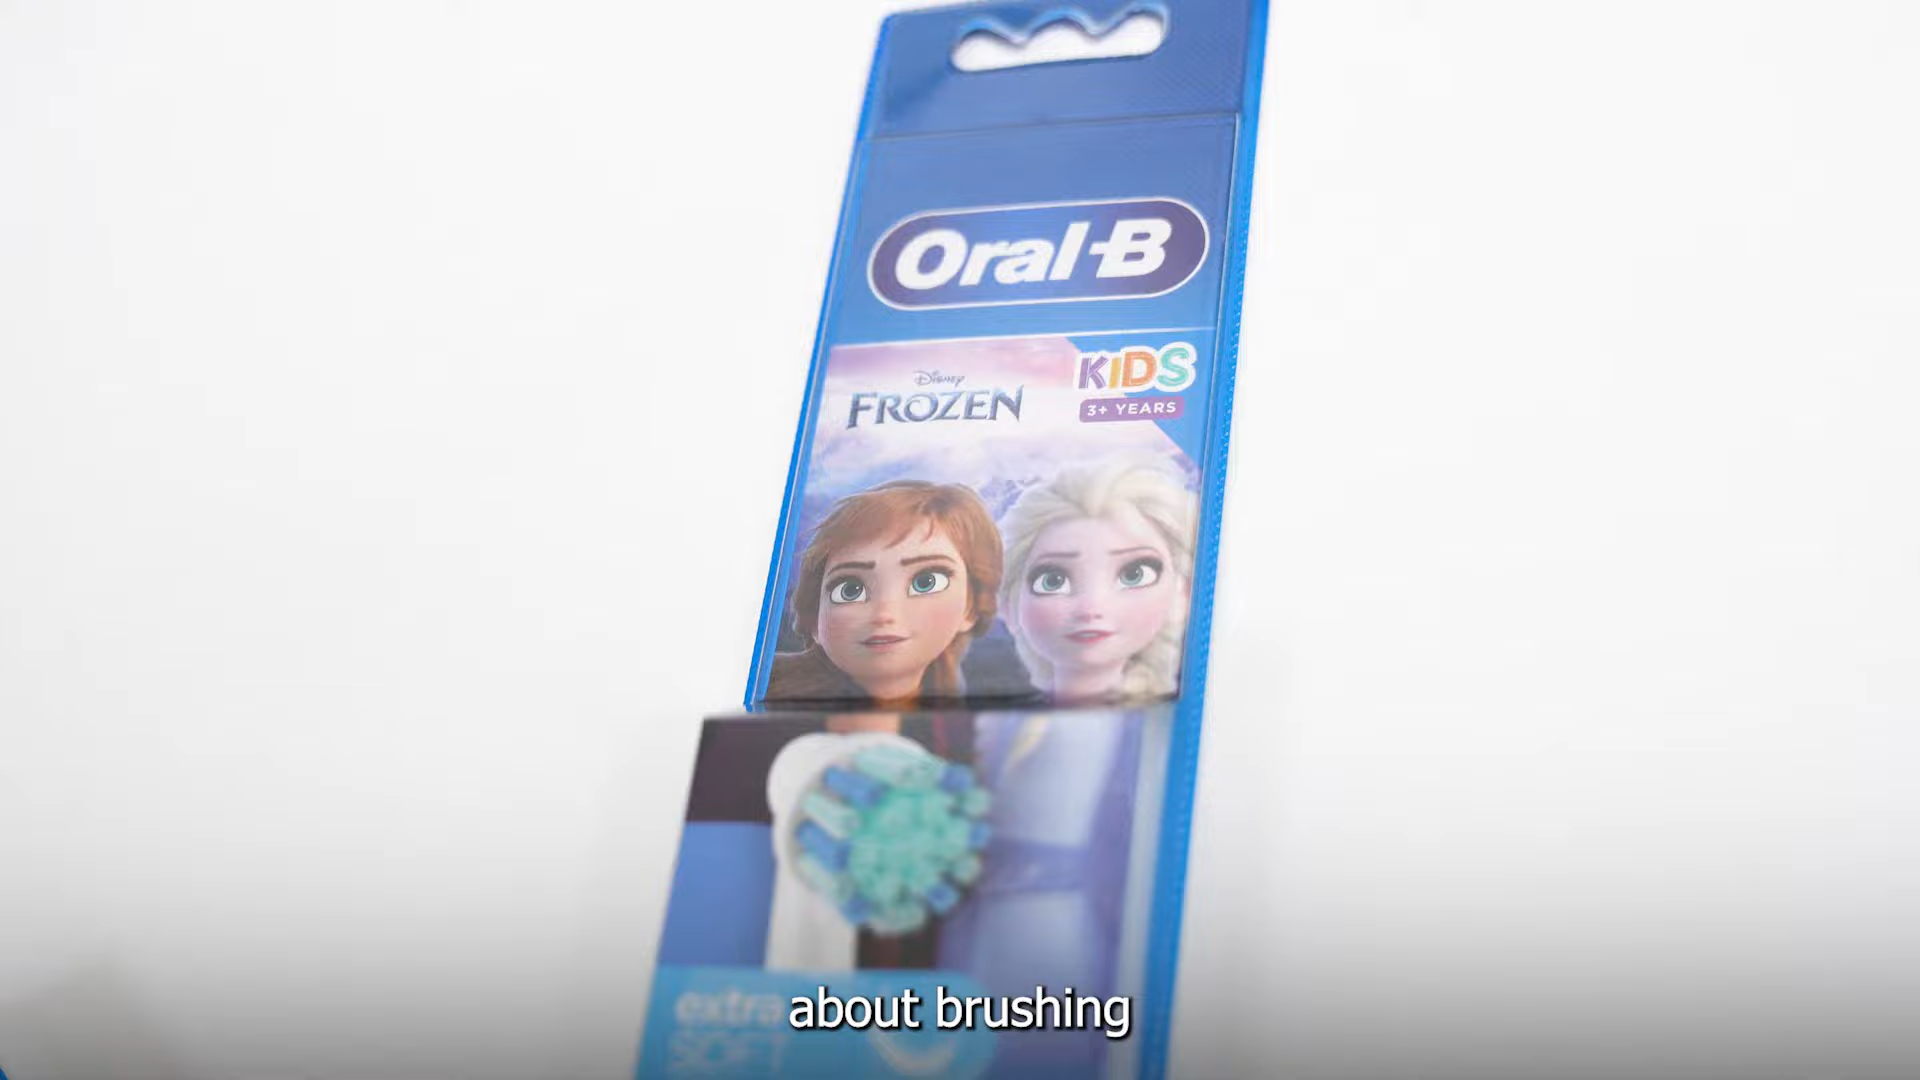 Oral-B
Disney
FROZEN
KIDS
3+ YEARS
extra
SOFT
about brushing